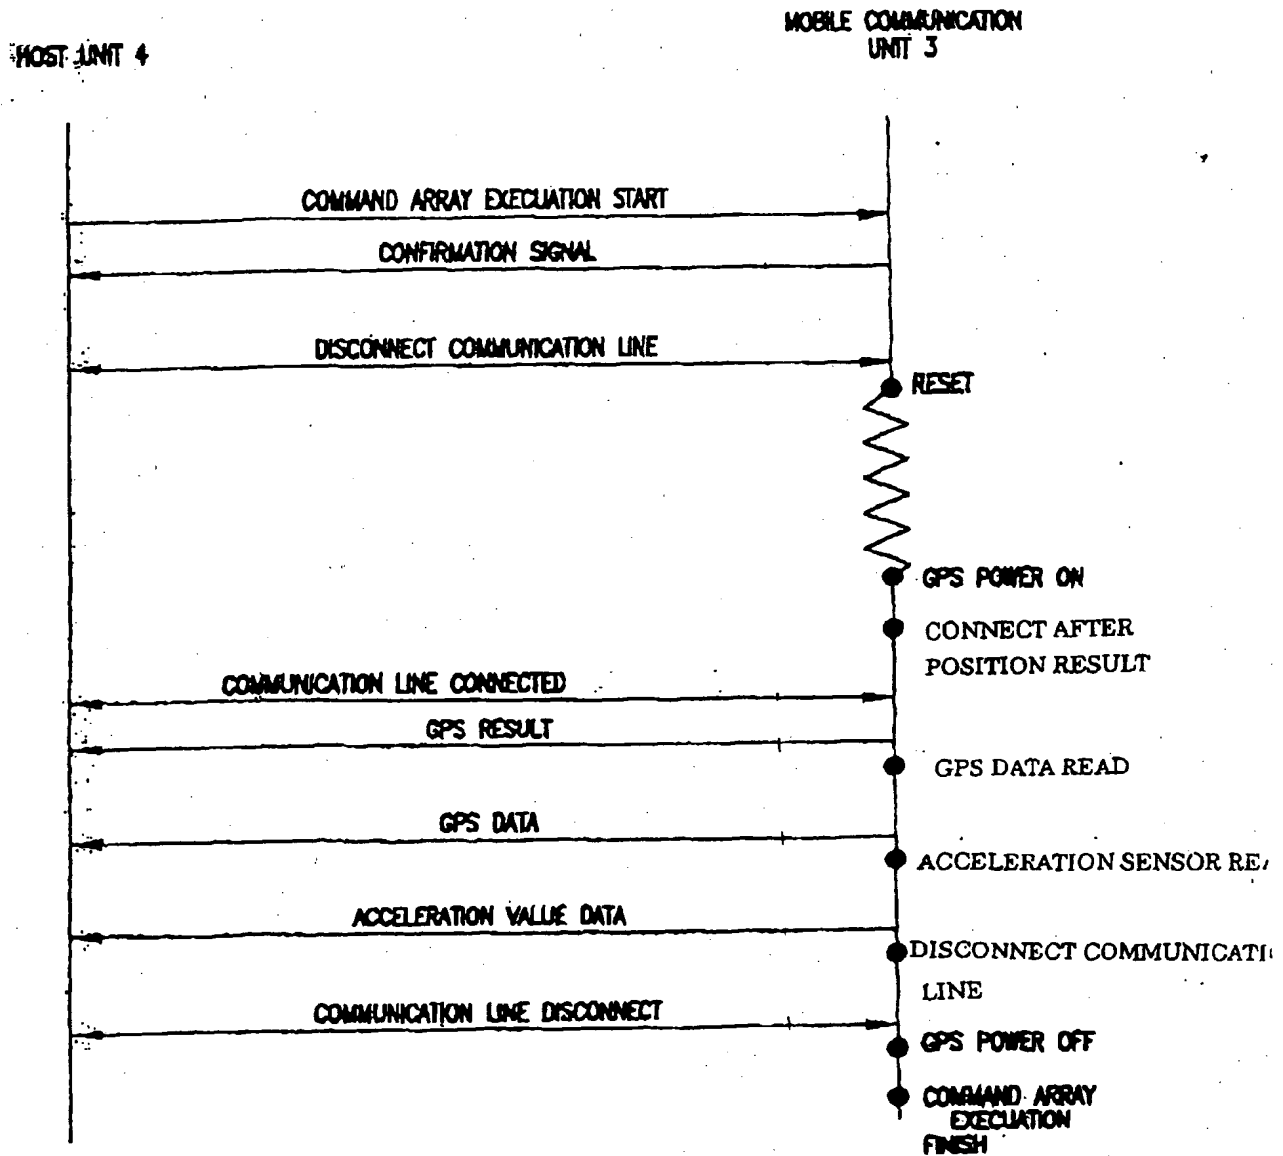 MOBILE COMMUNICATION
UNIT 3
HOST UNIT 4
COMMAND ARRAY EXECUATION START
CONFIRMATION SIGNAL
DISCONNECT COMMUNICATION LINE
RESET
GPS POWER ON
CONNECT AFTER
POSITION RESULT
COMMUNICATION LINE CONNECTED
GPS RESULT
GPS DATA READ
GPS DATA
ACCELERATION SENSOR
ACCELERATION VALUE DATA
DISCONNECT
LINE
COMMUNICATION LINE DISCONNECT
GPS POWER OFF
COMMAND ARRAY
EXECUATION
FINISH